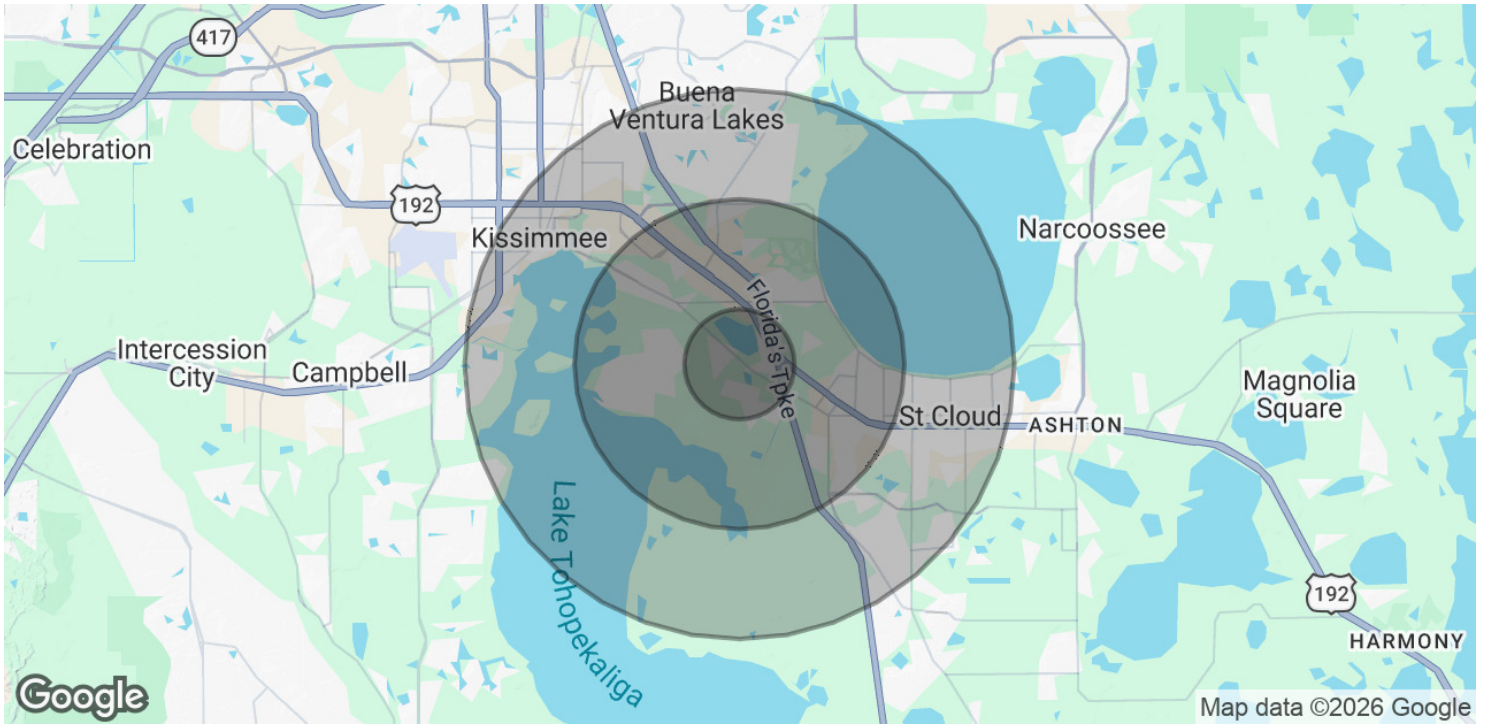 417
Buena
Ventura Lakes
Celebration
192
Narcoossee
Kissimmee
Florida's Tpke
Intercession
City
Campbell
Magnolia
Square
St Cloud
ASHTON
Lake Tohopekaliga
192
HARMONY
Google
Map data ©2026 Google